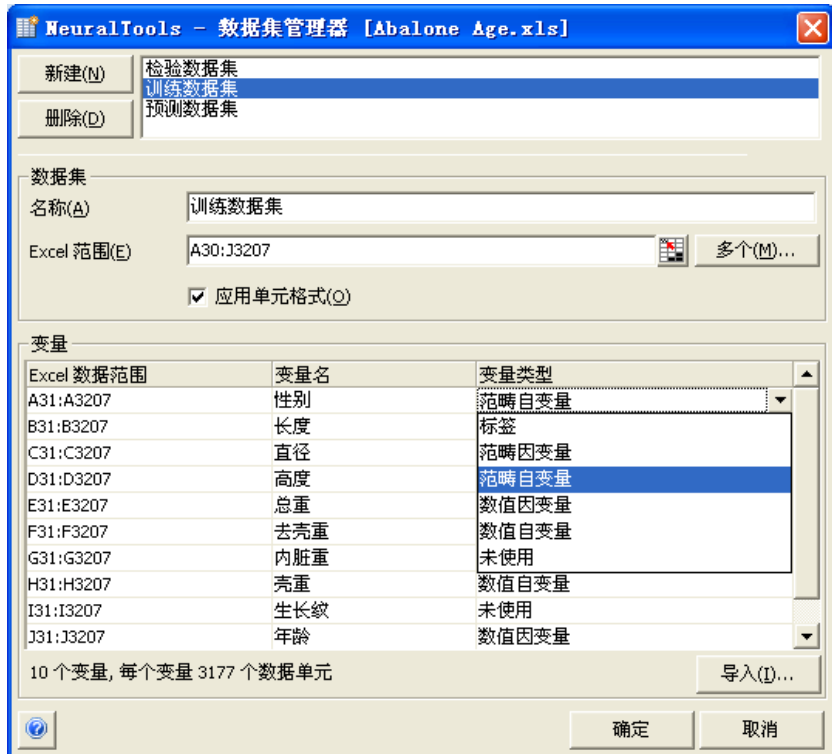 NeuralTools - 数据集管理器 [Abalone Age.xls]
新建(N)
删除(D)
检验数据集
训练数据集
预测数据集
数据集
名称(A)
训练数据集
Excel 范围(E)
A30:J3207
多个(M)...
应用单元格式(O)
变量
Excel 数据范围 变量名 变量类型
A31:A3207 性别 范畴自变量
B31:B3207 长度 标签
C31:C3207 直径 范畴因变量
D31:D3207 高度 范畴自变量
E31:E3207 总重 数值因变量
F31:F3207 去壳重 数值自变量
G31:G3207 内脏重 未使用
H31:H3207 壳重 数值自变量
I31:I3207 生长纹 未使用
J31:J3207 年龄 数值因变量
10 个变量, 每个变量 3177 个数据单元
导入(I)...
确定
取消